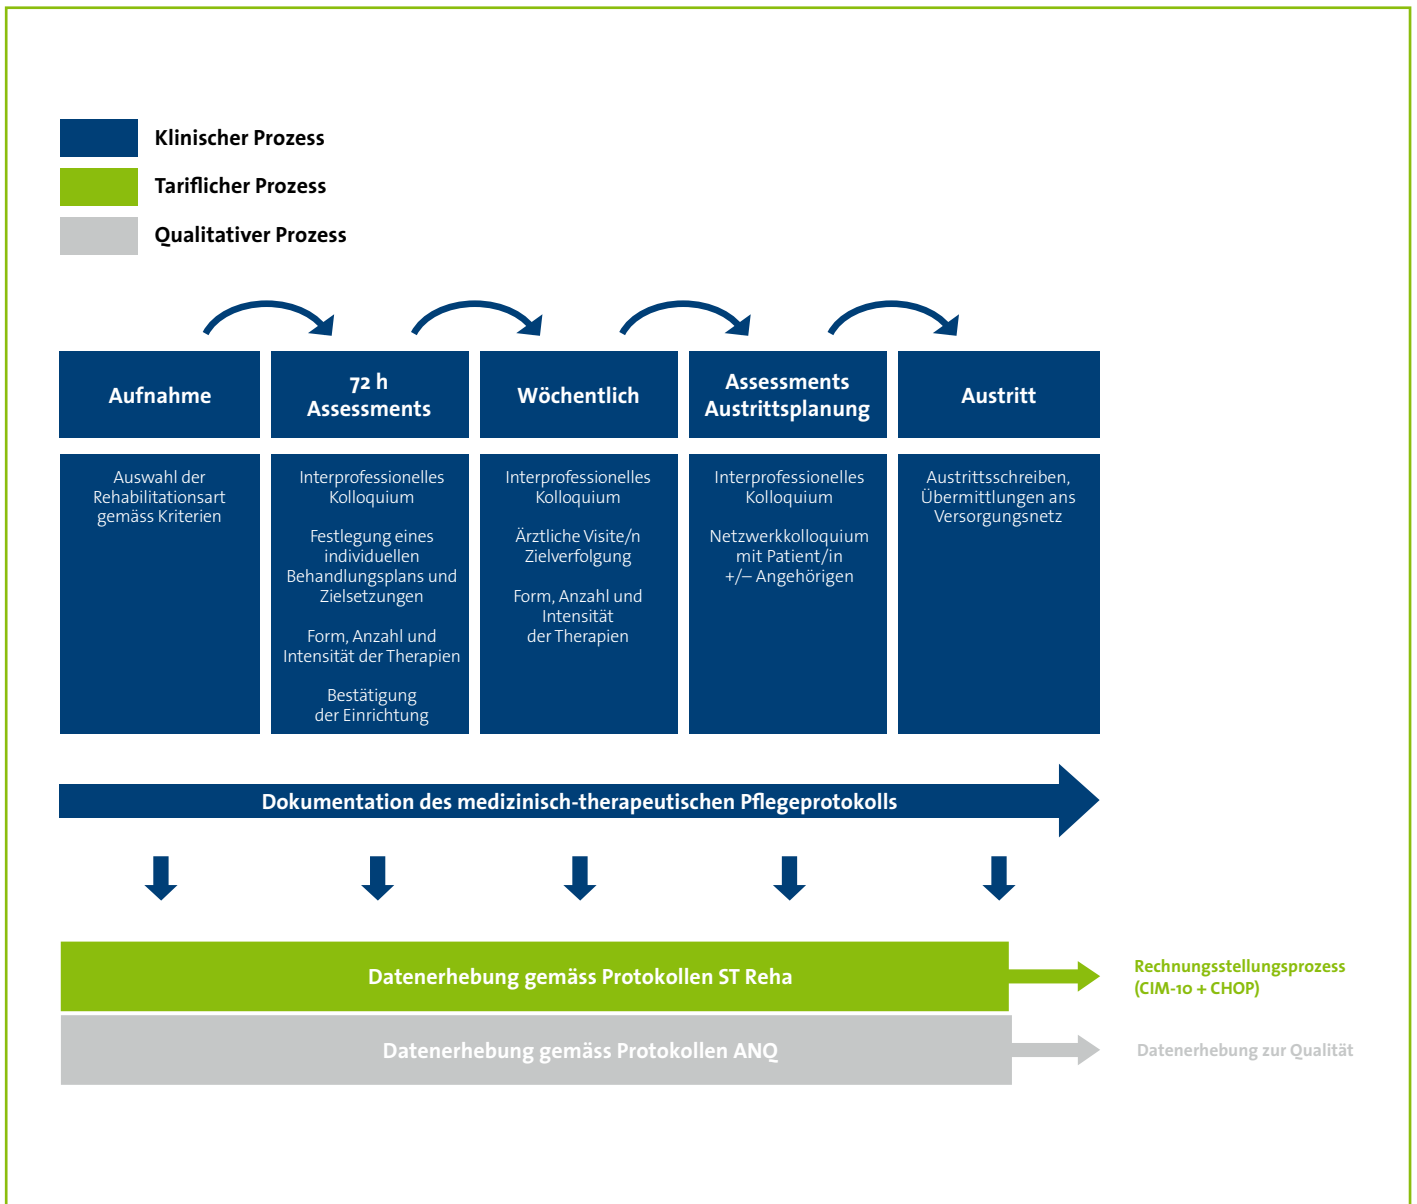 Klinischer Prozess
Tariflicher Prozess
Qualitativer Prozess
Aufnahme
72 h
Assessments
Wöchentlich
Assessments
Austrittsplanung
Austritt
Auswahl der
Rehabilitationsart
gemäss Kriterien
Interprofessionelles
Kolloquium
Festlegung eines
individuellen
Behandlungsplans und
Zielsetzungen
Form, Anzahl und
Intensität der Therapien
Bestätigung
der Einrichtung
Interprofessionelles
Kolloquium
Ärztliche Visite/n
Zielverfolgung
Form, Anzahl und
Intensität
der Therapien
Interprofessionelles
Kolloquium
Netzwerkkolloquium
mit Patient/in
+/– Angehörigen
Austrittsschreiben,
Übermittlungen ans
Versorgungsnetz
Dokumentation des medizinisch-therapeutischen Pflegeprotokolls
Datenerhebung gemäss Protokollen ST Reha
Rechnungsstellungsprozess
(CIM-10 + CHOP)
Datenerhebung gemäss Protokollen ANQ
Datenerhebung zur Qualität